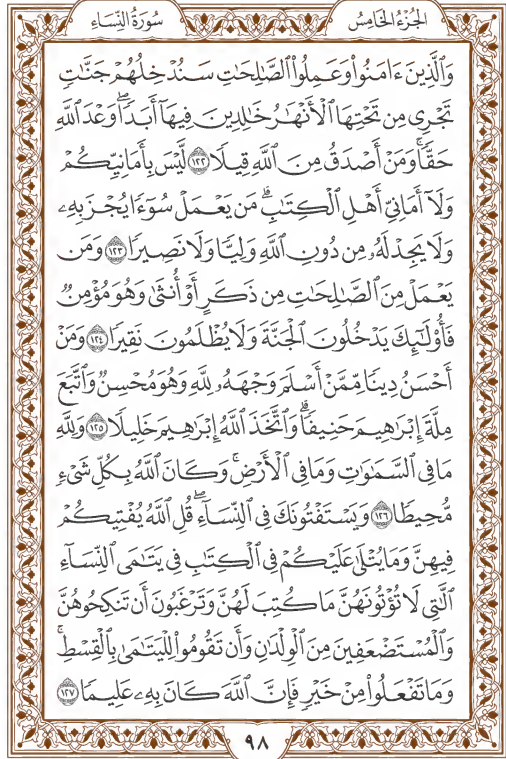 الجُزْءُ الخَامِسُ
سُورَةُ النِّسَاءِ
وَٱلَّذِينَ ءَامَنُوا۟ وَعَمِلُوا۟ ٱلصَّـٰلِحَـٰتِ سَنُدْخِلُهُمْ جَنَّـٰتٍ
تَجْرِى مِن تَحْتِهَا ٱلْأَنْهَـٰرُ خَـٰلِدِينَ فِيهَآ أَبَدًا ۖ وَعْدَ ٱللَّهِ
حَقًّا ۚ وَمَنْ أَصْدَقُ مِنَ ٱللَّهِ قِيلًا ١٢٢ لَّيْسَ بِأَمَانِيِّكُمْ
وَلَآ أَمَانِىِّ أَهْلِ ٱلْكِتَـٰبِ ۗ مَن يَعْمَلْ سُوٓءًا يُجْزَ بِهِۦ
وَلَا يَجِدْ لَهُۥ مِن دُونِ ٱللَّهِ وَلِيًّا وَلَا نَصِيرًا ١٢٣ وَمَن
يَعْمَلْ مِنَ ٱلصَّـٰلِحَـٰتِ مِن ذَكَرٍ أَوْ أُنثَىٰ وَهُوَ مُؤْمِنٌ
فَأُو۟لَـٰٓئِكَ يَدْخُلُونَ ٱلْجَنَّةَ وَلَا يُظْلَمُونَ نَقِيرًا ١٢٤ وَمَنْ
أَحْسَنُ دِينًا مِّمَّنْ أَسْلَمَ وَجْهَهُۥ لِلَّهِ وَهُوَ مُحْسِنٌ وَٱتَّبَعَ
مِلَّةَ إِبْرَٰهِيمَ حَنِيفًا ۗ وَٱتَّخَذَ ٱللَّهُ إِبْرَٰهِيمَ خَلِيلًا ١٢٥ وَلِلَّهِ
مَا فِى ٱلسَّمَـٰوَٰتِ وَمَا فِى ٱلْأَرْضِ ۚ وَكَانَ ٱللَّهُ بِكُلِّ شَىْءٍ
مُّحِيطًا ١٢٦ وَيَسْتَفْتُونَكَ فِى ٱلنِّسَآءِ ۖ قُلِ ٱللَّهُ يُفْتِيكُمْ
فِيهِنَّ وَمَا يُتْلَىٰ عَلَيْكُمْ فِى ٱلْكِتَـٰبِ فِى يَتَـٰمَى ٱلنِّسَآءِ
ٱلَّـٰتِى لَا تُؤْتُونَهُنَّ مَا كُتِبَ لَهُنَّ وَتَرْغَبُونَ أَن تَنكِحُوهُنَّ
وَٱلْمُسْتَضْعَفِينَ مِنَ ٱلْوِلْدَٰنِ وَأَن تَقُومُوا۟ لِلْيَتَـٰمَىٰ بِٱلْقِسْطِ ۚ
وَمَا تَفْعَلُوا۟ مِنْ خَيْرٍ فَإِنَّ ٱللَّهَ كَانَ بِهِۦ عَلِيمًا ١٢٧
٩٨